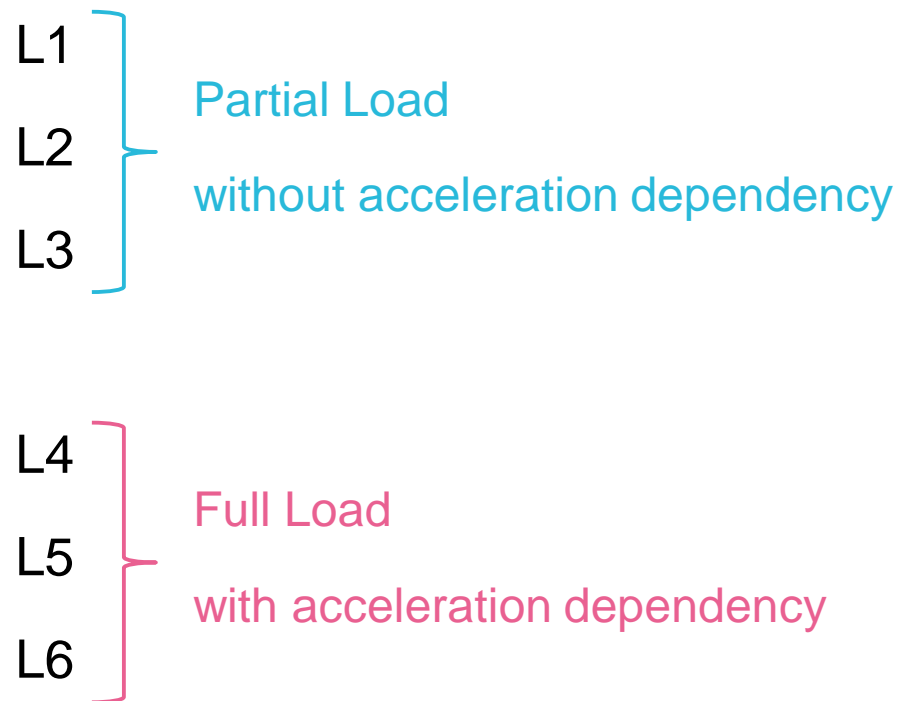 L1
Partial Load
L2
without acceleration dependency
L3
L4
Full Load
L5
with acceleration dependency
L6